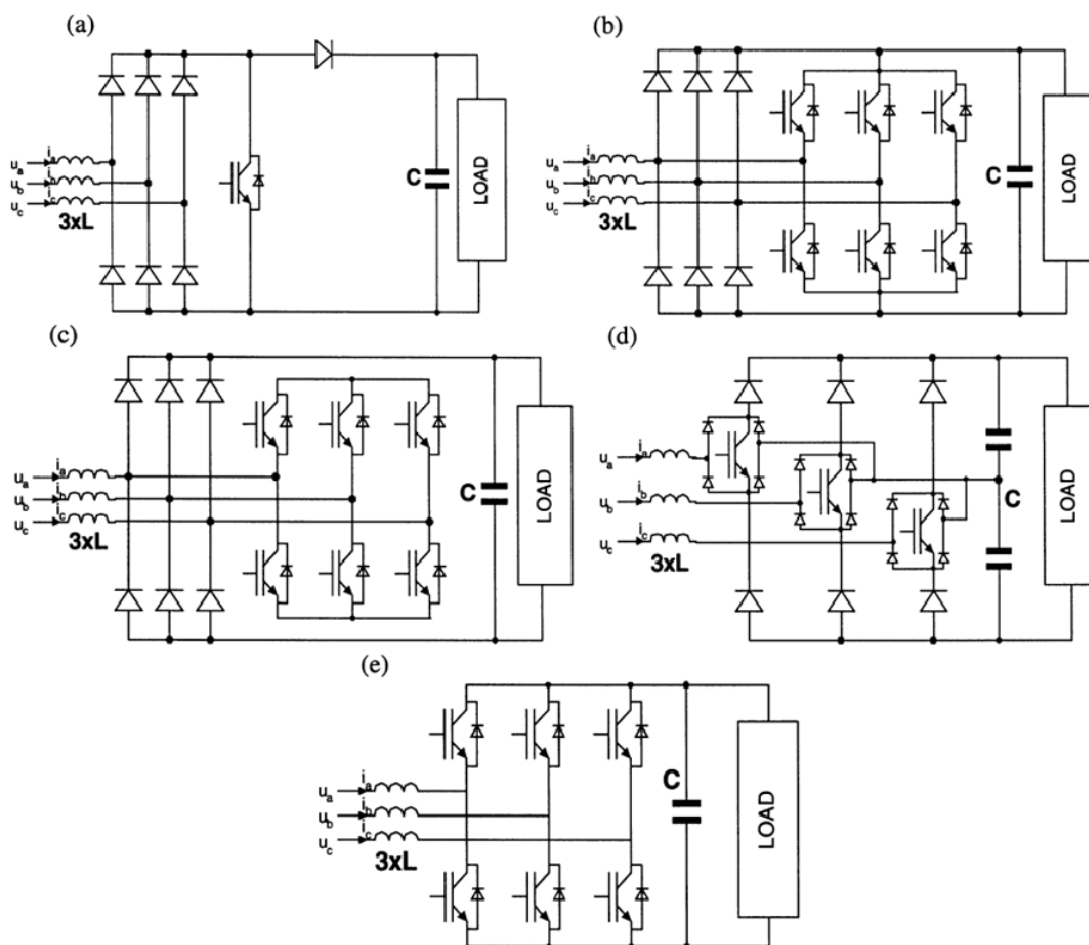 (a)
u_a i_a
u_b i_b
u_c i_c
3xL
C
LOAD
(b)
u_a i_a
u_b i_b
u_c i_c
3xL
C
LOAD
(c)
u_a i_a
u_b i_b
u_c i_c
3xL
C
LOAD
(d)
u_a i_a
u_b i_b
u_c i_c
3xL
C
LOAD
(e)
u_a i_a
u_b i_b
u_c i_c
3xL
C
LOAD